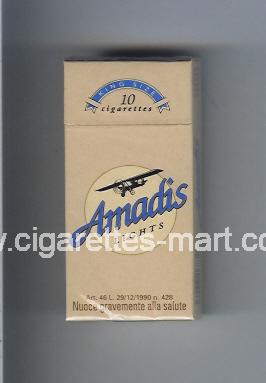 KING SIZE
10
cigarettes
Amadis
LIGHTS
www.cigarettes-mart.com
Art. 46 L. 29/12/1990 n. 428
Nuoce gravemente alla salute